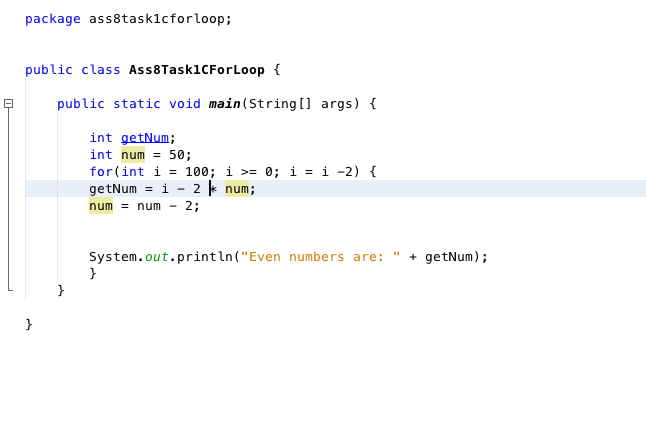 package ass8task1cforloop;
public class Ass8Task1CForLoop {
public static void main(String[] args) {
int getNum;
int num = 50;
for(int i = 100; i >= 0; i = i -2) {
getNum = i - 2 * num;
num = num - 2;
System.out.println("Even numbers are: " + getNum);
}
}
}